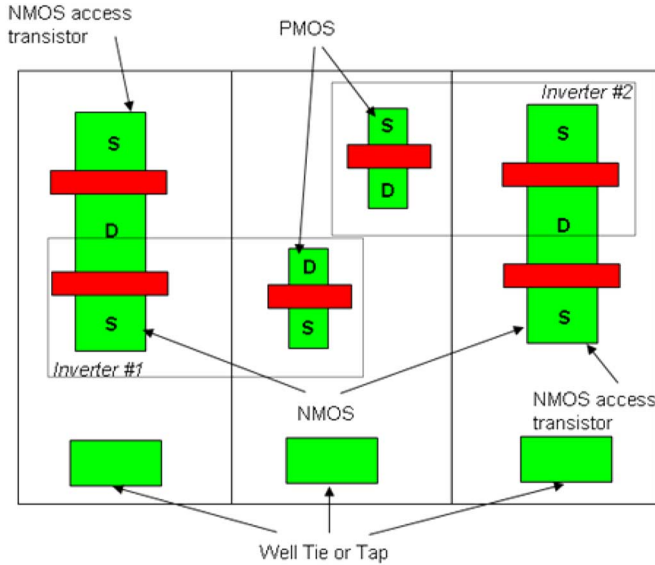 NMOS access
transistor
PMOS
Inverter #2
S
S
S
D
D
D
D
S
S
S
Inverter #1
NMOS
NMOS access
transistor
Well Tie or Tap